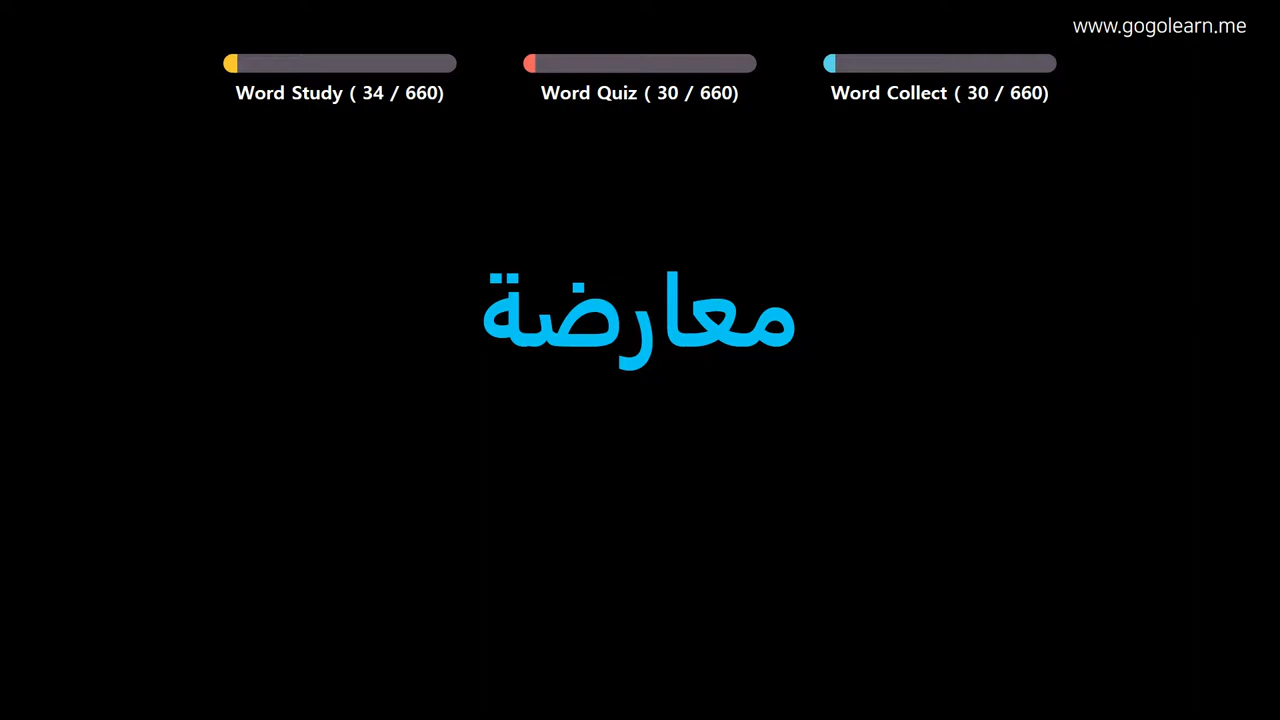 www.gogolearn.me
Word Study ( 34 / 660)
Word Quiz ( 30 / 660)
Word Collect ( 30 / 660)
معارضة